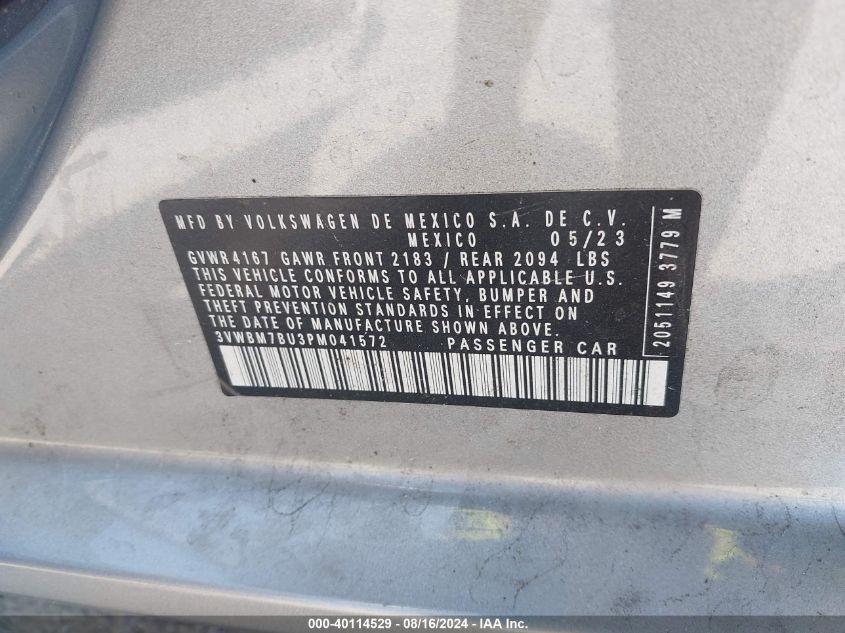 MFD BY VOLKSWAGEN DE MEXICO S.A. DE C.V.
MEXICO 05/23
GVWR 4167 GAWR FRONT 2183 / REAR 2094 LBS
THIS VEHICLE CONFORMS TO ALL APPLICABLE U.S.
FEDERAL MOTOR VEHICLE SAFETY, BUMPER AND
THEFT PREVENTION STANDARDS IN EFFECT ON
THE DATE OF MANUFACTURE SHOWN ABOVE.
3VWBM7BU3PM041572 PASSENGER CAR
2051149 3779 M
000-40114529 - 08/16/2024 - IAA Inc.